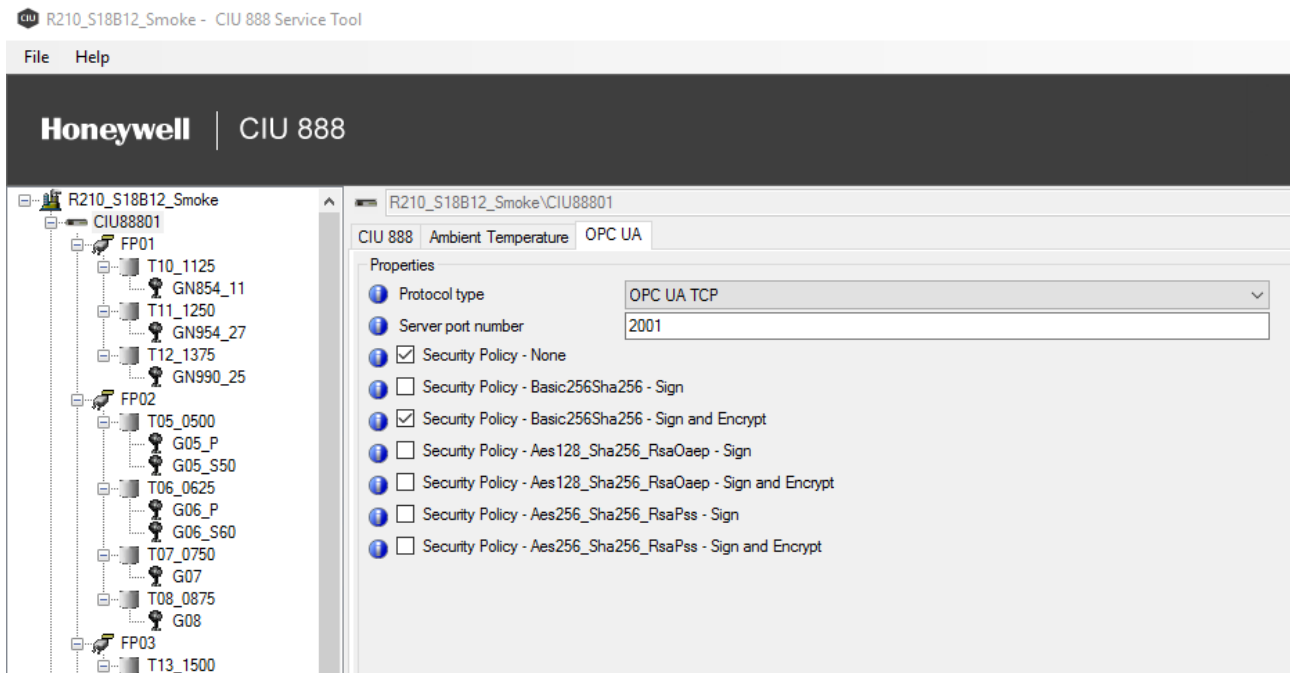 R210_S18B12_Smoke - CIU 888 Service Tool
File Help
Honeywell CIU 888
R210_S18B12_Smoke
CIU88801
FP01
T10_1125
GN854_11
T11_1250
GN954_27
T12_1375
GN990_25
FP02
T05_0500
G05_P
G05_S50
T06_0625
G06_P
G06_S60
T07_0750
G07
T08_0875
G08
FP03
T13_1500
R210_S18B12_Smoke\CIU88801
CIU 888 Ambient Temperature OPC UA
Properties
Protocol type OPC UA TCP
Server port number 2001
Security Policy - None
Security Policy - Basic256Sha256 - Sign
Security Policy - Basic256Sha256 - Sign and Encrypt
Security Policy - Aes128_Sha256_RsaOaep - Sign
Security Policy - Aes128_Sha256_RsaOaep - Sign and Encrypt
Security Policy - Aes256_Sha256_RsaPss - Sign
Security Policy - Aes256_Sha256_RsaPss - Sign and Encrypt